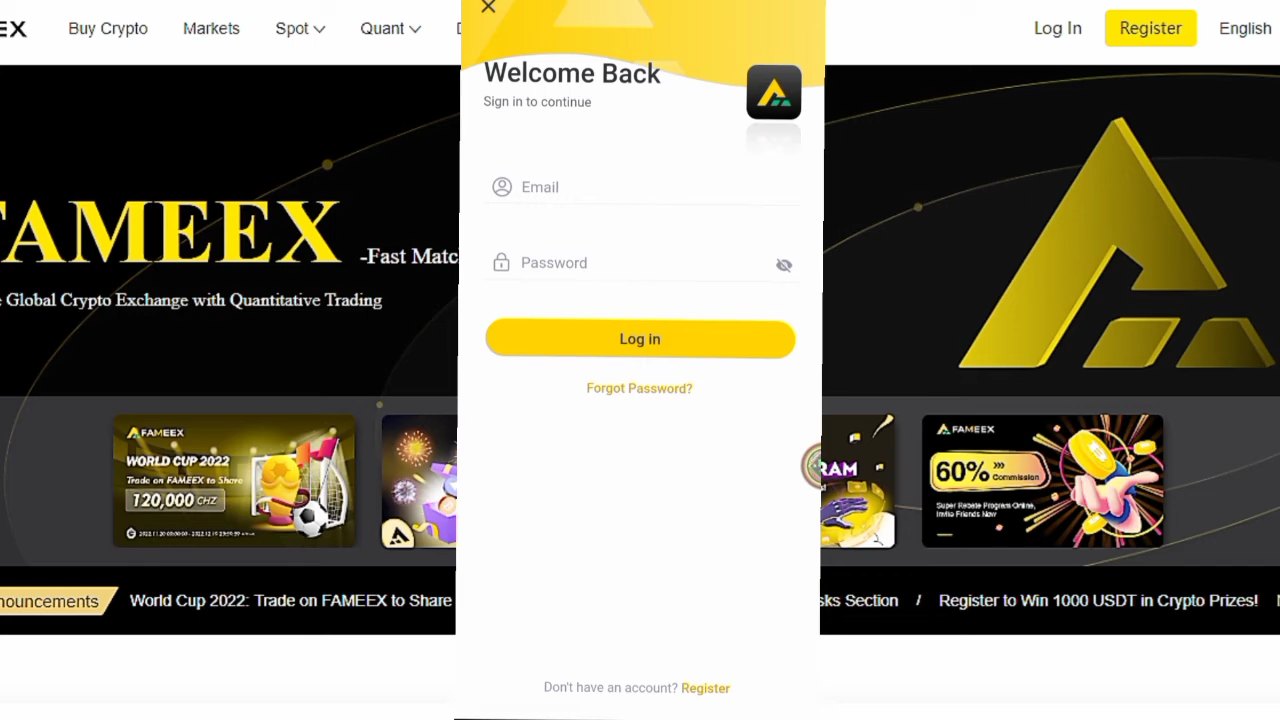 EX Buy Crypto Markets Spot Quant Log In Register English
Welcome Back
Sign in to continue
Email
FAMEEX -Fast Matc
Global Crypto Exchange with Quantitative Trading
Password
Log in
Forgot Password?
FAMEEX
WORLD CUP 2022
Trade on FAMEEX to Share
120,000 CHZ
RAM
FAMEEX
60% Commission
Super Rebate Program Online,
Invite Friends Now
nouncements World Cup 2022: Trade on FAMEEX to Share
sks Section / Register to Win 1000 USDT in Crypto Prizes!
Don't have an account? Register